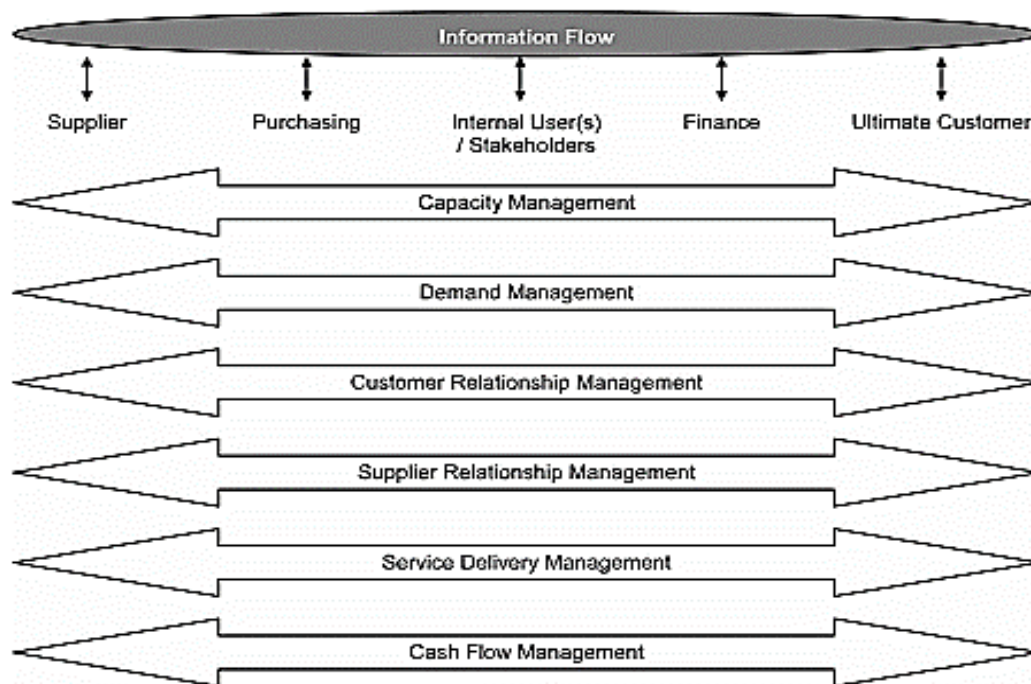 Information Flow
Supplier
Purchasing
Internal User(s)
/ Stakeholders
Finance
Ultimate Customer
Capacity Management
Demand Management
Customer Relationship Management
Supplier Relationship Management
Service Delivery Management
Cash Flow Management